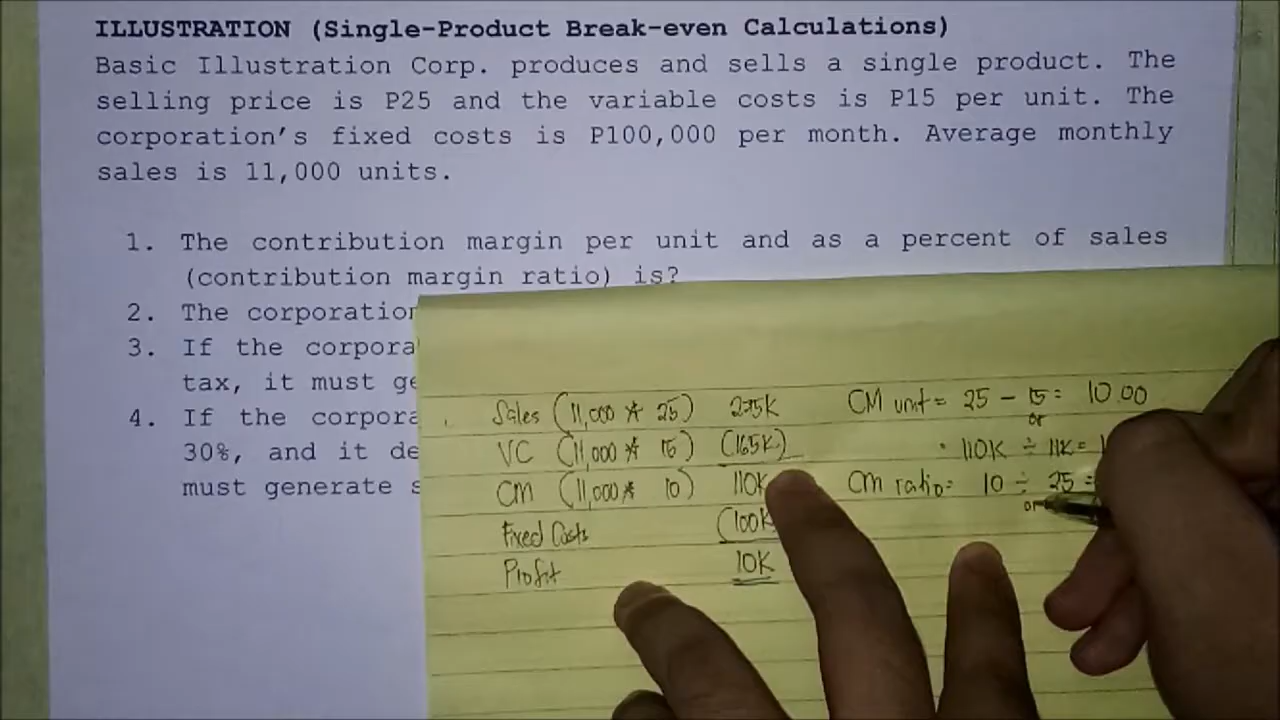 ILLUSTRATION (Single-Product Break-even Calculations)
Basic Illustration Corp. produces and sells a single product. The
selling price is P25 and the variable costs is P15 per unit. The
corporation's fixed costs is P100,000 per month. Average monthly
sales is 11,000 units.
1. The contribution margin per unit and as a percent of sales
(contribution margin ratio) is?
2. The corporation
3. If the corpora
tax, it must ge
4. If the corpora
30%, and it de
must generate s
Sales (11,000 * 25) 275K
VC (11,000 * 15) (165K)
CM (11,000 * 10) 110K
Fixed Costs (100K
Profit 10K
CM unit = 25 - 15 = 10.00
or
110K ÷ 11K =
CM ratio = 10 ÷ 25 =
or